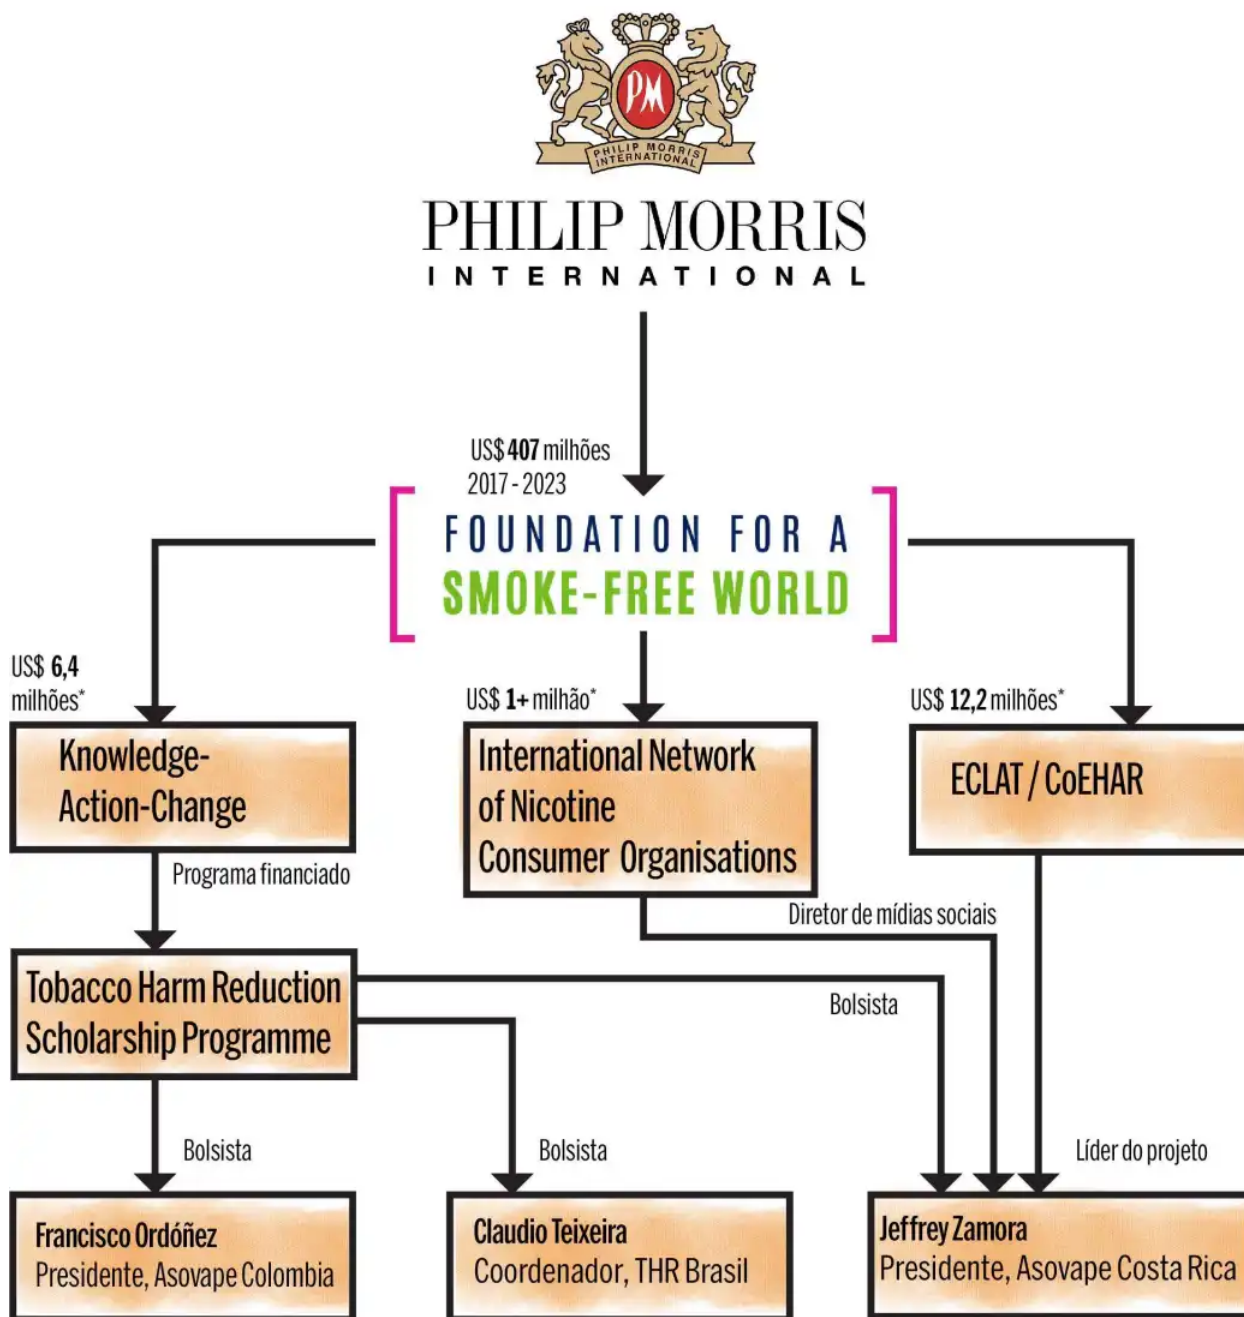 PM
PHILIP MORRIS
INTERNATIONAL
PHILIP MORRIS
INTERNATIONAL
US$ 407 milhões
2017 - 2023
FOUNDATION FOR A
SMOKE-FREE WORLD
US$ 6,4
milhões*
US$ 1+ milhão*
US$ 12,2 milhões*
Knowledge-
Action-Change
International Network
of Nicotine
Consumer Organisations
ECLAT / CoEHAR
Programa financiado
Diretor de mídias sociais
Tobacco Harm Reduction
Scholarship Programme
Bolsista
Bolsista
Bolsista
Líder do projeto
Francisco Ordóñez
Presidente, Asovape Colombia
Claudio Teixeira
Coordenador, THR Brasil
Jeffrey Zamora
Presidente, Asovape Costa Rica